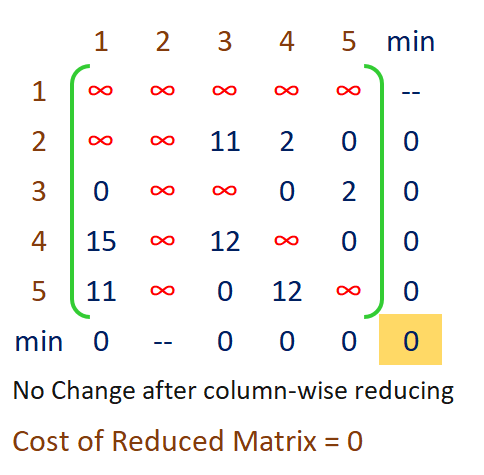 1 2 3 4 5 min
1 ∞ ∞ ∞ ∞ ∞ --
2 ∞ ∞ 11 2 0 0
3 0 ∞ ∞ 0 2 0
4 15 ∞ 12 ∞ 0 0
5 11 ∞ 0 12 ∞ 0
min 0 -- 0 0 0 0
No Change after column-wise reducing
Cost of Reduced Matrix = 0